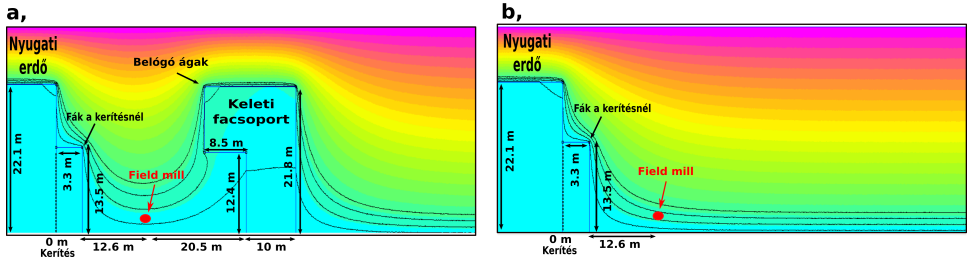 a,
Nyugati
erdő
Belógó ágak
Keleti
facsoport
Fák a kerítésnél
8.5 m
Field mill
22.1 m
3.3 m
13.5 m
12.4 m
21.8 m
0 m
Kerítés
12.6 m
20.5 m
10 m
b,
Nyugati
erdő
Fák a kerítésnél
Field mill
22.1 m
3.3 m
13.5 m
0 m
Kerítés
12.6 m